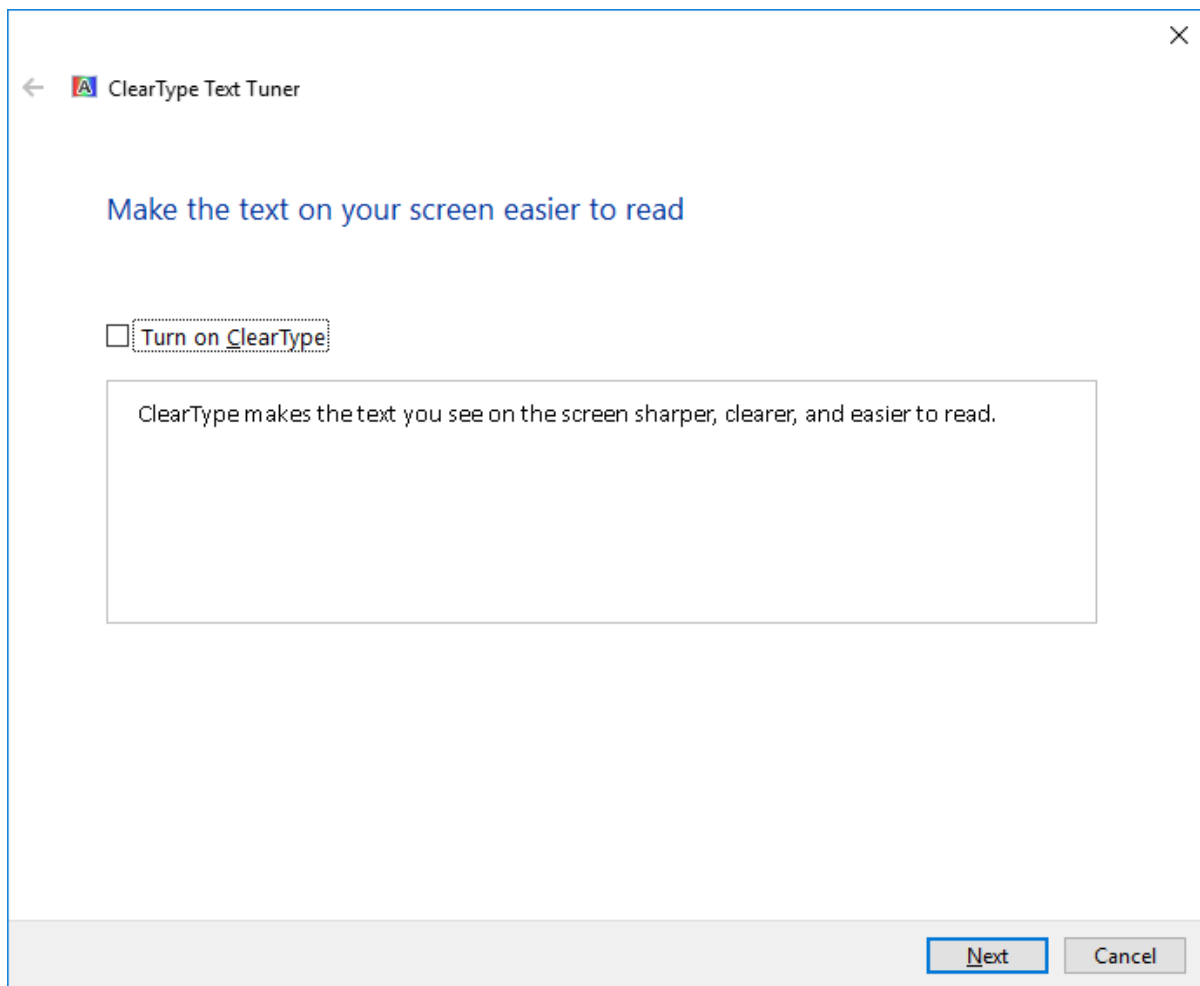 ClearType Text Tuner
Make the text on your screen easier to read
Turn on ClearType
ClearType makes the text you see on the screen sharper, clearer, and easier to read.
Next
Cancel